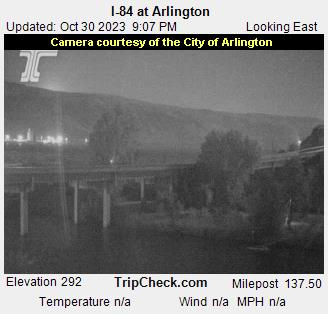 I-84 at Arlington
Updated: Oct 30 2023 9:07 PM Looking East
Camera courtesy of the City of Arlington
Elevation 292 TripCheck.com Milepost 137.50
Temperature n/a Wind n/a MPH n/a